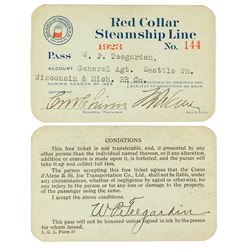 Red Collar
Steamship Line
1923 No. 144
PASS W. P. Teegarden
ACCOUNT General Agt. Seattle Wn.
Wisconsin & Mich. RR Co.
DURING SEASON OF 1923
RECEIVER
CONDITIONS
This free ticket is not transferable, and, if presented by any other person than the individual named thereon, or if any alteration, addition or erasure is made upon it, is forfeited, and the purser will take it up and collect full fare.
The person accepting this free ticket agrees that the Coeur d'Alene & St. Joe Transportation Co., Ltd., shall not be liable, under any circumstances, whether of negligence by agent or otherwise, for any injury to the person or for any loss or damage to the property of the passenger using the same.
I accept the above conditions.
W P Teegardin
This pass will not be honored unless signed in ink by the person for whom issued.
L. C. L. Form 23